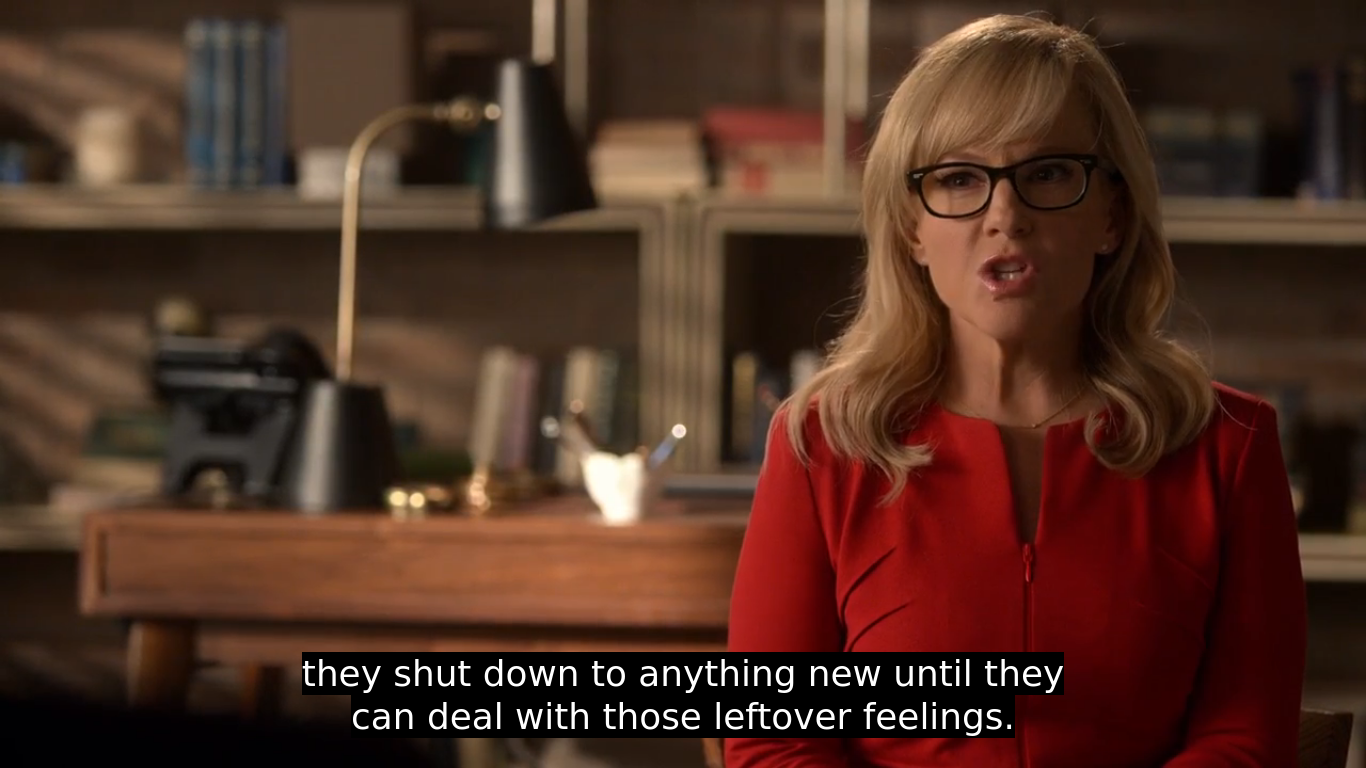 they shut down to anything new until they
can deal with those leftover feelings.